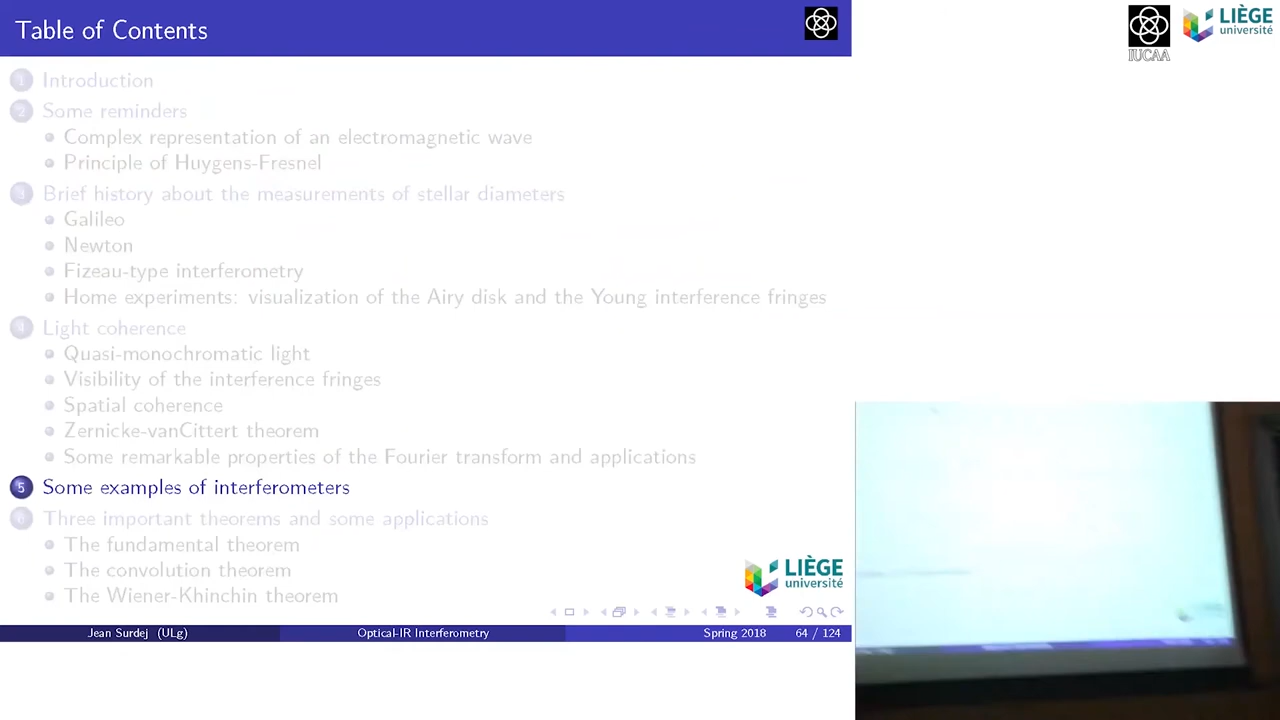 Table of Contents
IUCAA
LIÈGE
université
1 Introduction
2 Some reminders
Complex representation of an electromagnetic wave
Principle of Huygens-Fresnel
3 Brief history about the measurements of stellar diameters
Galileo
Newton
Fizeau-type interferometry
Home experiments: visualization of the Airy disk and the Young interference fringes
4 Light coherence
Quasi-monochromatic light
Visibility of the interference fringes
Spatial coherence
Zernicke-vanCittert theorem
Some remarkable properties of the Fourier transform and applications
5 Some examples of interferometers
6 Three important theorems and some applications
The fundamental theorem
The convolution theorem
The Wiener-Khinchin theorem
LIÈGE
université
Jean Surdej (ULg) Optical-IR Interferometry Spring 2018 64 / 124